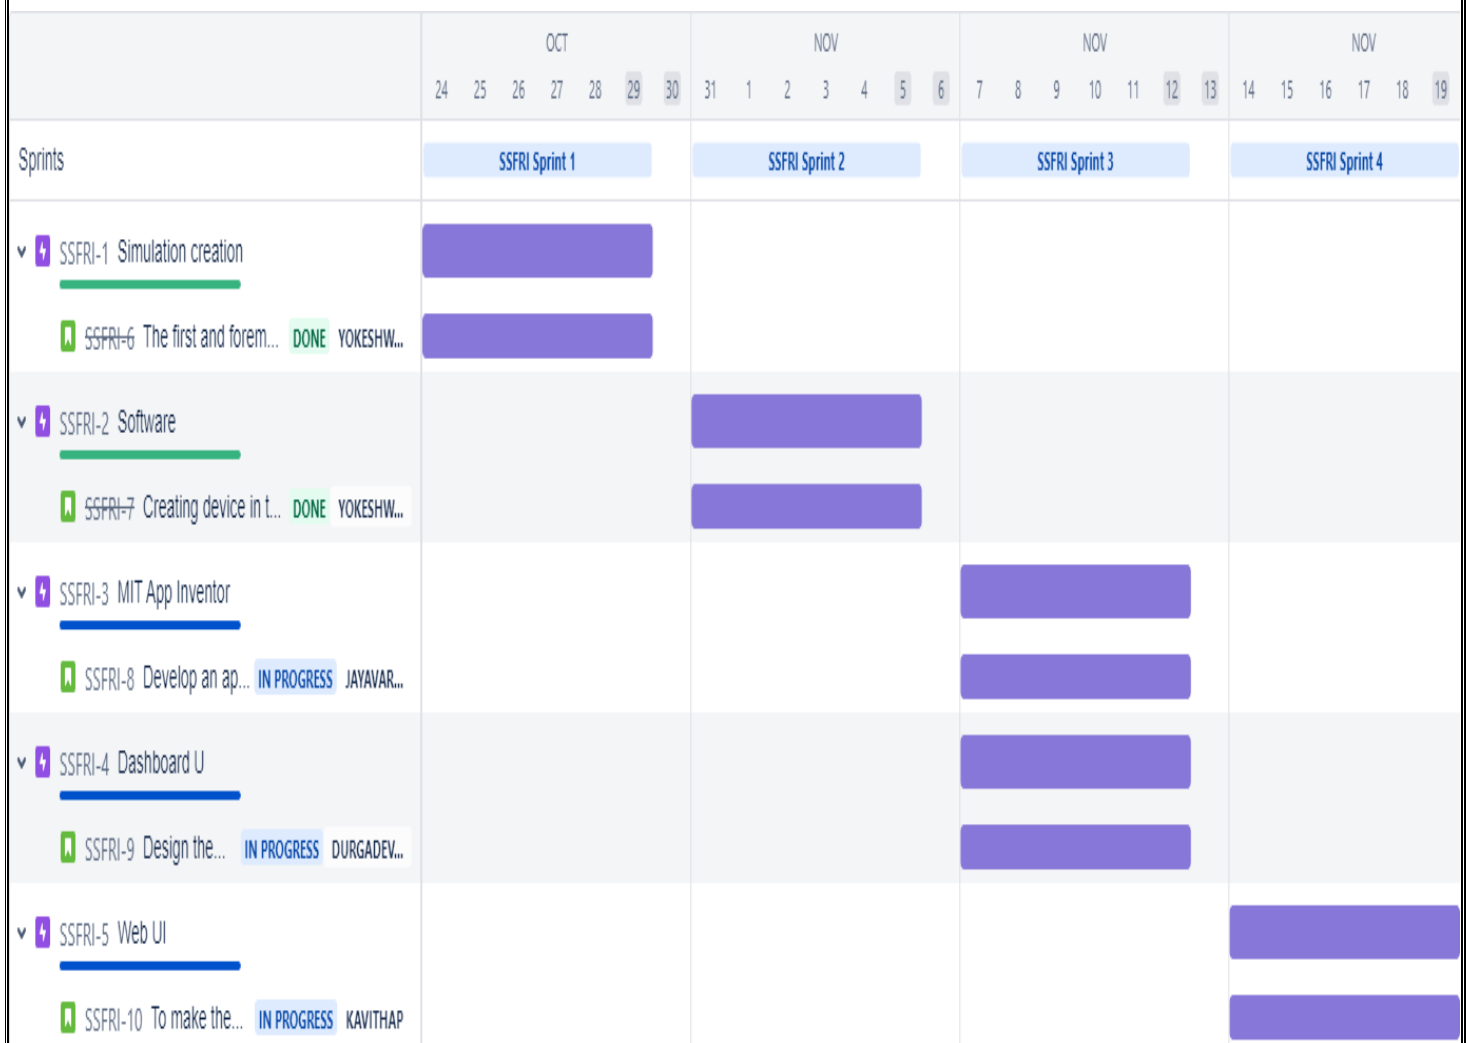 OCT NOV NOV NOV
24 25 26 27 28 29 30 31 1 2 3 4 5 6 7 8 9 10 11 12 13 14 15 16 17 18 19
Sprints SSFRI Sprint 1 SSFRI Sprint 2 SSFRI Sprint 3 SSFRI Sprint 4
SSFRI-1 Simulation creation
SSFRI-6 The first and forem... DONE YOKESHW...
SSFRI-2 Software
SSFRI-7 Creating device in t... DONE YOKESHW...
SSFRI-3 MIT App Inventor
SSFRI-8 Develop an ap... IN PROGRESS JAYAVAR...
SSFRI-4 Dashboard U
SSFRI-9 Design the... IN PROGRESS DURGADEV...
SSFRI-5 Web UI
SSFRI-10 To make the... IN PROGRESS KAVITHAP